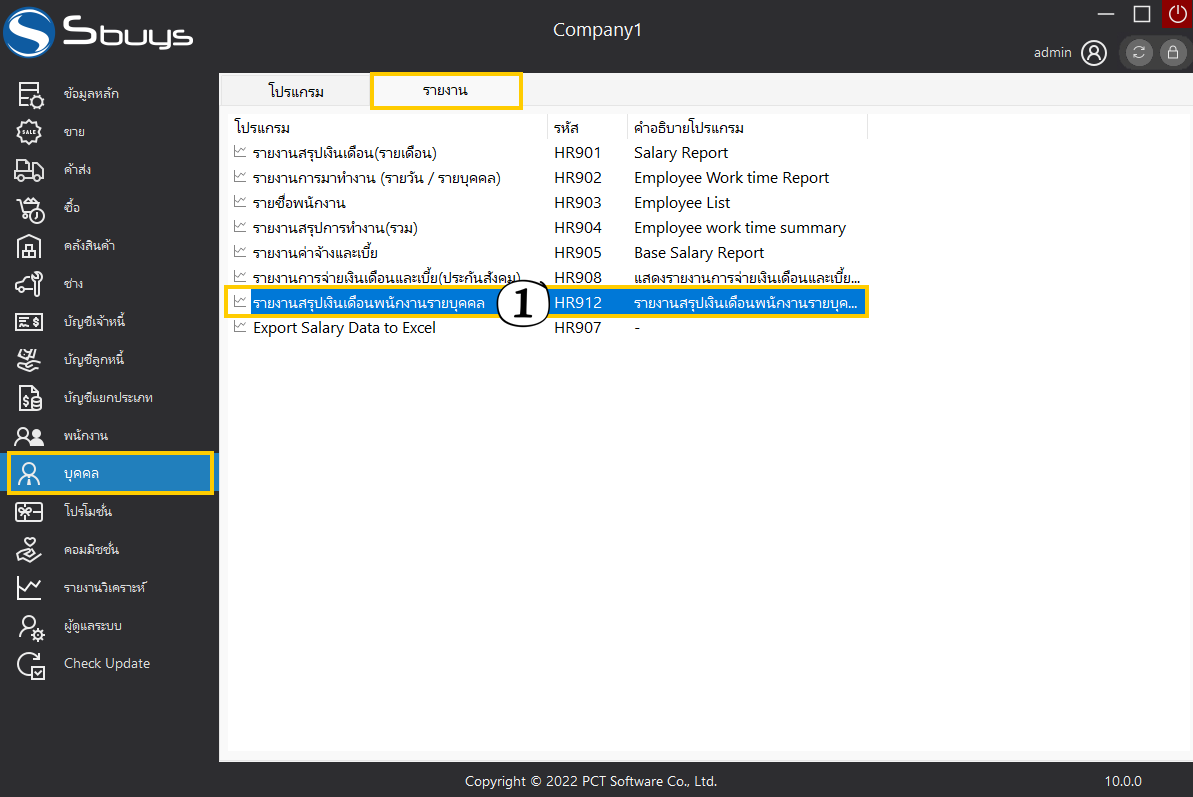 Sbuys
Company1
admin
ข้อมูลหลัก
ขาย
ค้าส่ง
ซื้อ
คลังสินค้า
ช่าง
บัญชีเจ้าหนี้
บัญชีลูกหนี้
บัญชีแยกประเภท
พนักงาน
บุคคล
โปรโมชั่น
คอมมิชชั่น
รายงานวิเคราะห์
ผู้ดูแลระบบ
Check Update
โปรแกรม รายงาน
โปรแกรม รหัส คำอธิบายโปรแกรม
รายงานสรุปเงินเดือน(รายเดือน) HR901 Salary Report
รายงานการมาทำงาน (รายวัน / รายบุคคล) HR902 Employee Work time Report
รายชื่อพนักงาน HR903 Employee List
รายงานสรุปการทำงาน(รวม) HR904 Employee work time summary
รายงานค่าจ้างและเบี้ย HR905 Base Salary Report
รายงานการจ่ายเงินเดือนและเบี้ย(ประกันสังคม) HR908 แสดงรายงานการจ่ายเงินเดือนและเบี้ย...
รายงานสรุปเงินเดือนพนักงานรายบุคคล 1 HR912 รายงานสรุปเงินเดือนพนักงานรายบุค...
Export Salary Data to Excel HR907 -
Copyright © 2022 PCT Software Co., Ltd.
10.0.0